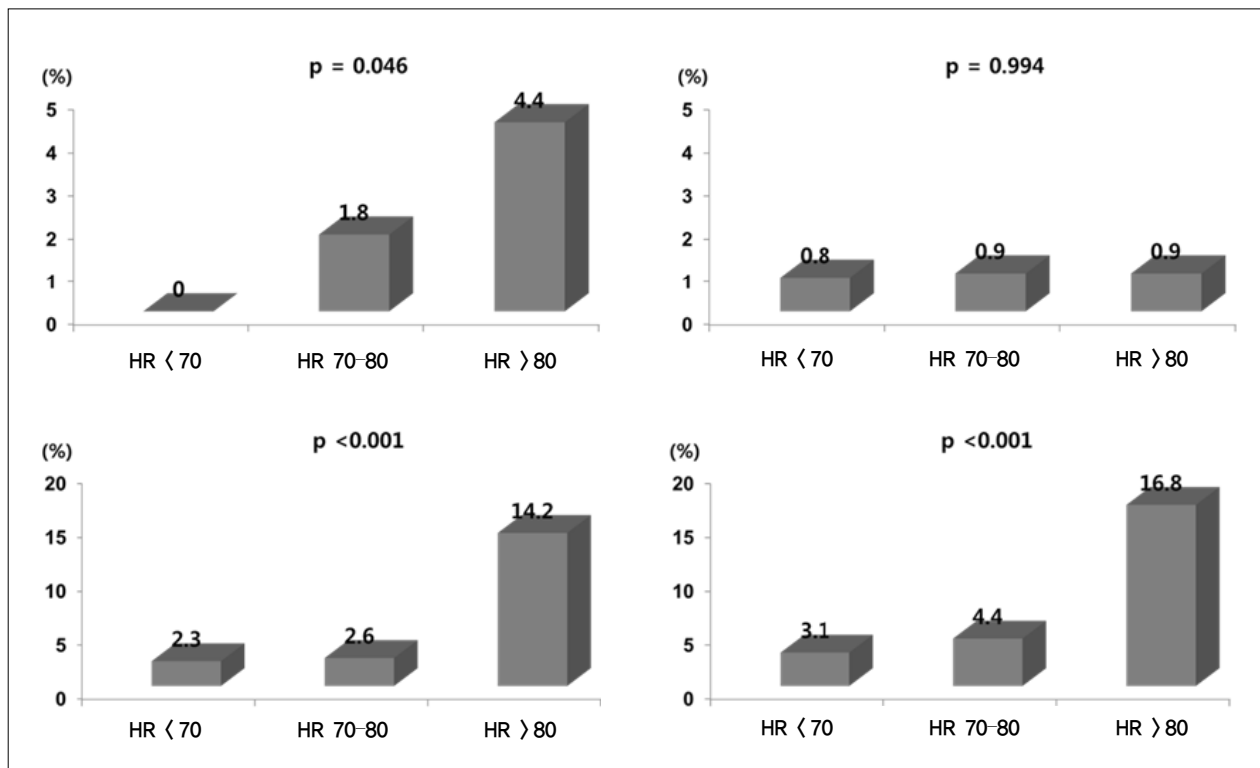 p = 0.046
(%)
5
4
3
2
1
0
0
1.8
4.4
HR〈 70
HR 70-80
HR 〉80
p = 0.994
(%)
5
4
3
2
1
0
0.8
0.9
0.9
HR〈 70
HR 70-80
HR 〉80
p <0.001
(%)
20
15
10
5
0
2.3
2.6
14.2
HR〈 70
HR 70-80
HR 〉80
p <0.001
(%)
20
15
10
5
0
3.1
4.4
16.8
HR〈 70
HR 70-80
HR 〉80